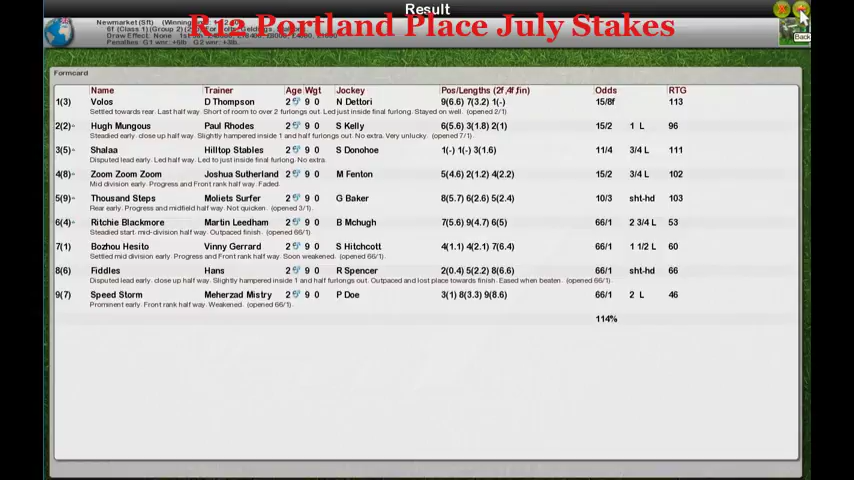 Result
R12 Portland Place July Stakes
Newmarket (Sft)
6f (Class 1) (Group 2)
Draw Effect: None
Penalties: G1 wnr: +5lb G2 wnr: +3lb
Back
Formcard
Name Trainer Age Wgt Jockey Pos/Lengths (2f,4f,fin) Odds RTG
1(3) Volos D Thompson 2 9 0 N Dettori 9(6.6) 7(3.2) 1(-) 15/8f 113
Settled towards rear. Last half way. Short of room to over 2 furlongs out. Led just inside final furlong. Stayed on well. (opened 2/1)
2(2) Hugh Mungous Paul Rhodes 2 9 0 S Kelly 6(5.6) 3(1.8) 2(1) 15/2 1 L 96
Steadied early. close up half way. Slightly hampered inside 1 and half furlongs out. No extra. Very unlucky. (opened 7/1)
3(5) Shalaa Hilltop Stables 2 9 0 S Donohoe 1(-) 1(-) 3(1.6) 11/4 3/4 L 111
Disputed lead early. Led half way. Led to just inside final furlong. No extra.
4(8) Zoom Zoom Zoom Joshua Sutherland 2 9 0 M Fenton 5(4.6) 2(1.2) 4(2.2) 15/2 3/4 L 102
Mid division early. Progress and Front rank half way. Faded.
5(9) Thousand Steps Moliets Surfer 2 9 0 G Baker 8(5.7) 6(2.6) 5(2.4) 10/3 sht-hd 103
Rear early. Progress and midfield half way. Not quicken. (opened 3/1)
6(4) Ritchie Blackmore Martin Leedham 2 9 0 B Mchugh 7(5.6) 9(4.7) 6(5) 66/1 2 3/4 L 53
Steadied start. mid-division half way. Outpaced finish. (opened 66/1)
7(1) Bozhou Hesito Vinny Gerrard 2 9 0 S Hitchcott 4(1.1) 4(2.1) 7(6.4) 66/1 1 1/2 L 60
Settled mid division early. Progress and Front rank half way. Soon weakened. (opened 66/1)
8(6) Fiddles Hans 2 9 0 R Spencer 2(0.4) 5(2.2) 8(6.6) 66/1 sht-hd 66
Disputed lead early. close up half way. Slightly hampered inside 1 and half furlongs out. Outpaced and lost place towards finish. Eased when beaten. (opened 66/1)
9(7) Speed Storm Meherzad Mistry 2 9 0 P Doe 3(1) 8(3.3) 9(8.6) 66/1 2 L 46
Prominent early. Front rank half way. Weakened. (opened 66/1)
114%